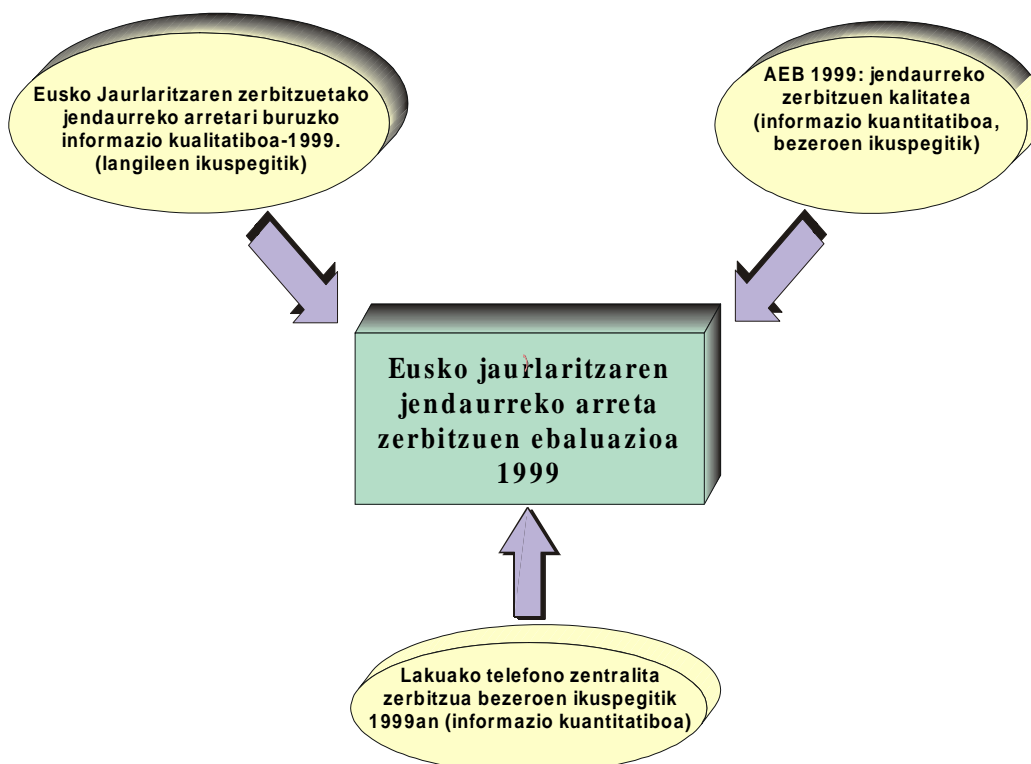 Eusko Jaurlaritzaren zerbitzuetako
jendaurreko arretari buruzko
informazio kualitatiboa-1999.
(langileen ikuspegitik)
AEB 1999: jendaurreko
zerbitzuen kalitatea
(informazio kuantitatiboa,
bezeroen ikuspegitik)
Eusko jaurlaritzaren
jendaurreko arreta
zerbitzuen ebaluazioa
1999
Lakuako telefono zentralita
zerbitzua bezeroen ikuspegitik
1999an (informazio kuantitatiboa)